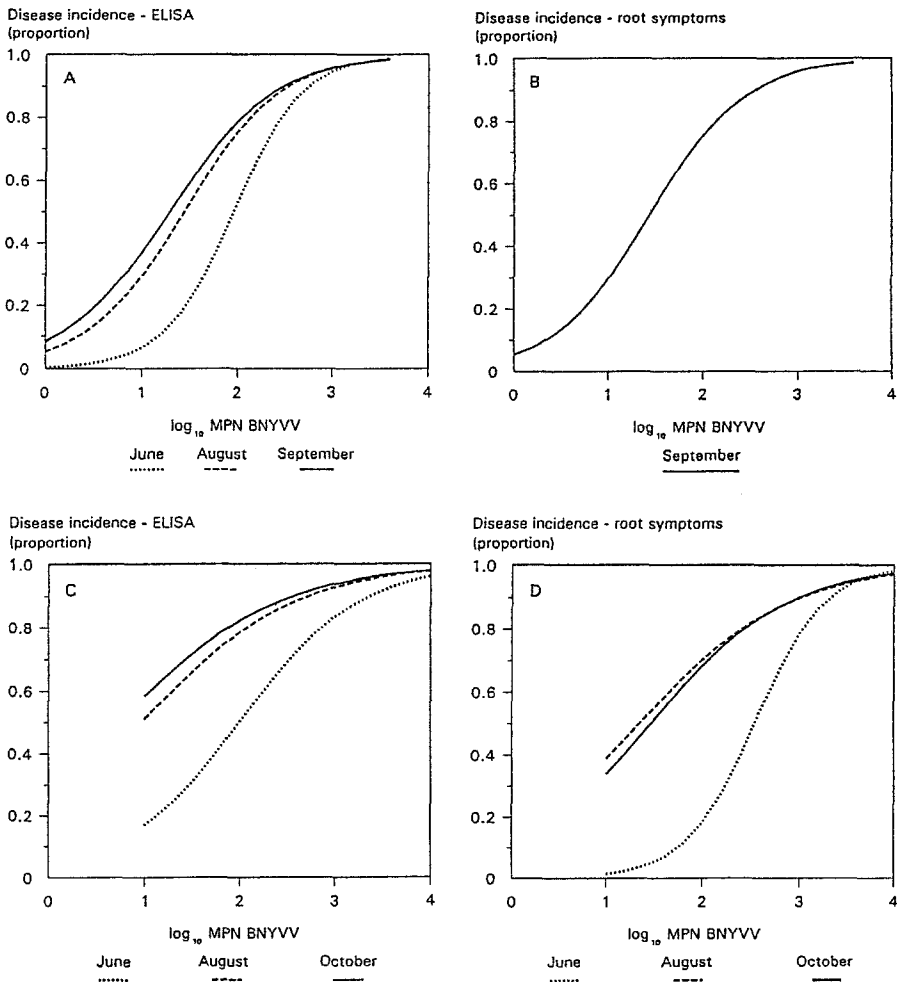 Disease incidence - ELISA
(proportion)
1.0
A
0.8
0.6
0.4
0.2
0
0 1 2 3 4
log₁₀ MPN BNYVV
June August September
Disease incidence - root symptoms
(proportion)
1.0
B
0.8
0.6
0.4
0.2
0
0 1 2 3 4
log₁₀ MPN BNYVV
September
Disease incidence - ELISA
(proportion)
1.0
C
0.8
0.6
0.4
0.2
0
0 1 2 3 4
log₁₀ MPN BNYVV
June August October
Disease incidence - root symptoms
(proportion)
1.0
D
0.8
0.6
0.4
0.2
0
0 1 2 3 4
log₁₀ MPN BNYVV
June August October